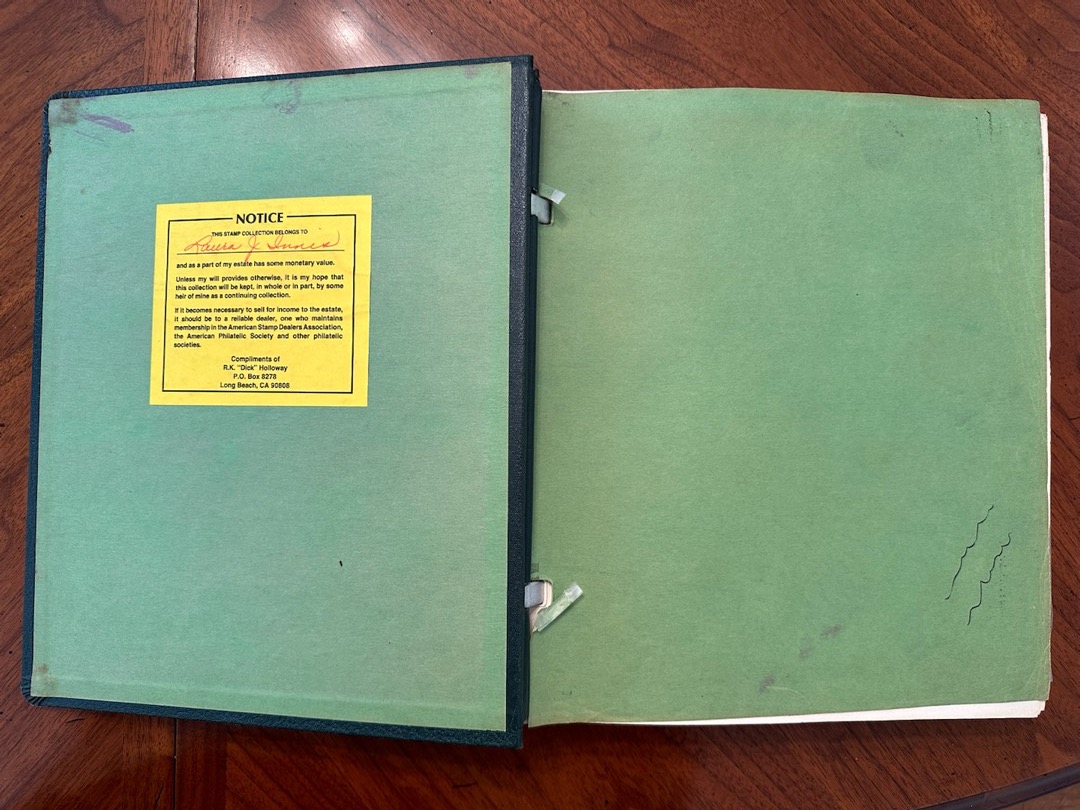 NOTICE
THIS STAMP COLLECTION BELONGS TO
Laura J. Innis
and as a part of my estate has some monetary value.
Unless my will provides otherwise, it is my hope that
this collection will be kept, in whole or in part, by some
heir of mine as a continuing collection.
If it becomes necessary to sell for income to the estate,
it should be to a reliable dealer, one who maintains
membership in the American Stamp Dealers Association,
the American Philatelic Society and other philatelic
societies.
Compliments of
R.K. "Dick" Holloway
P.O. Box 8278
Long Beach, CA 90808